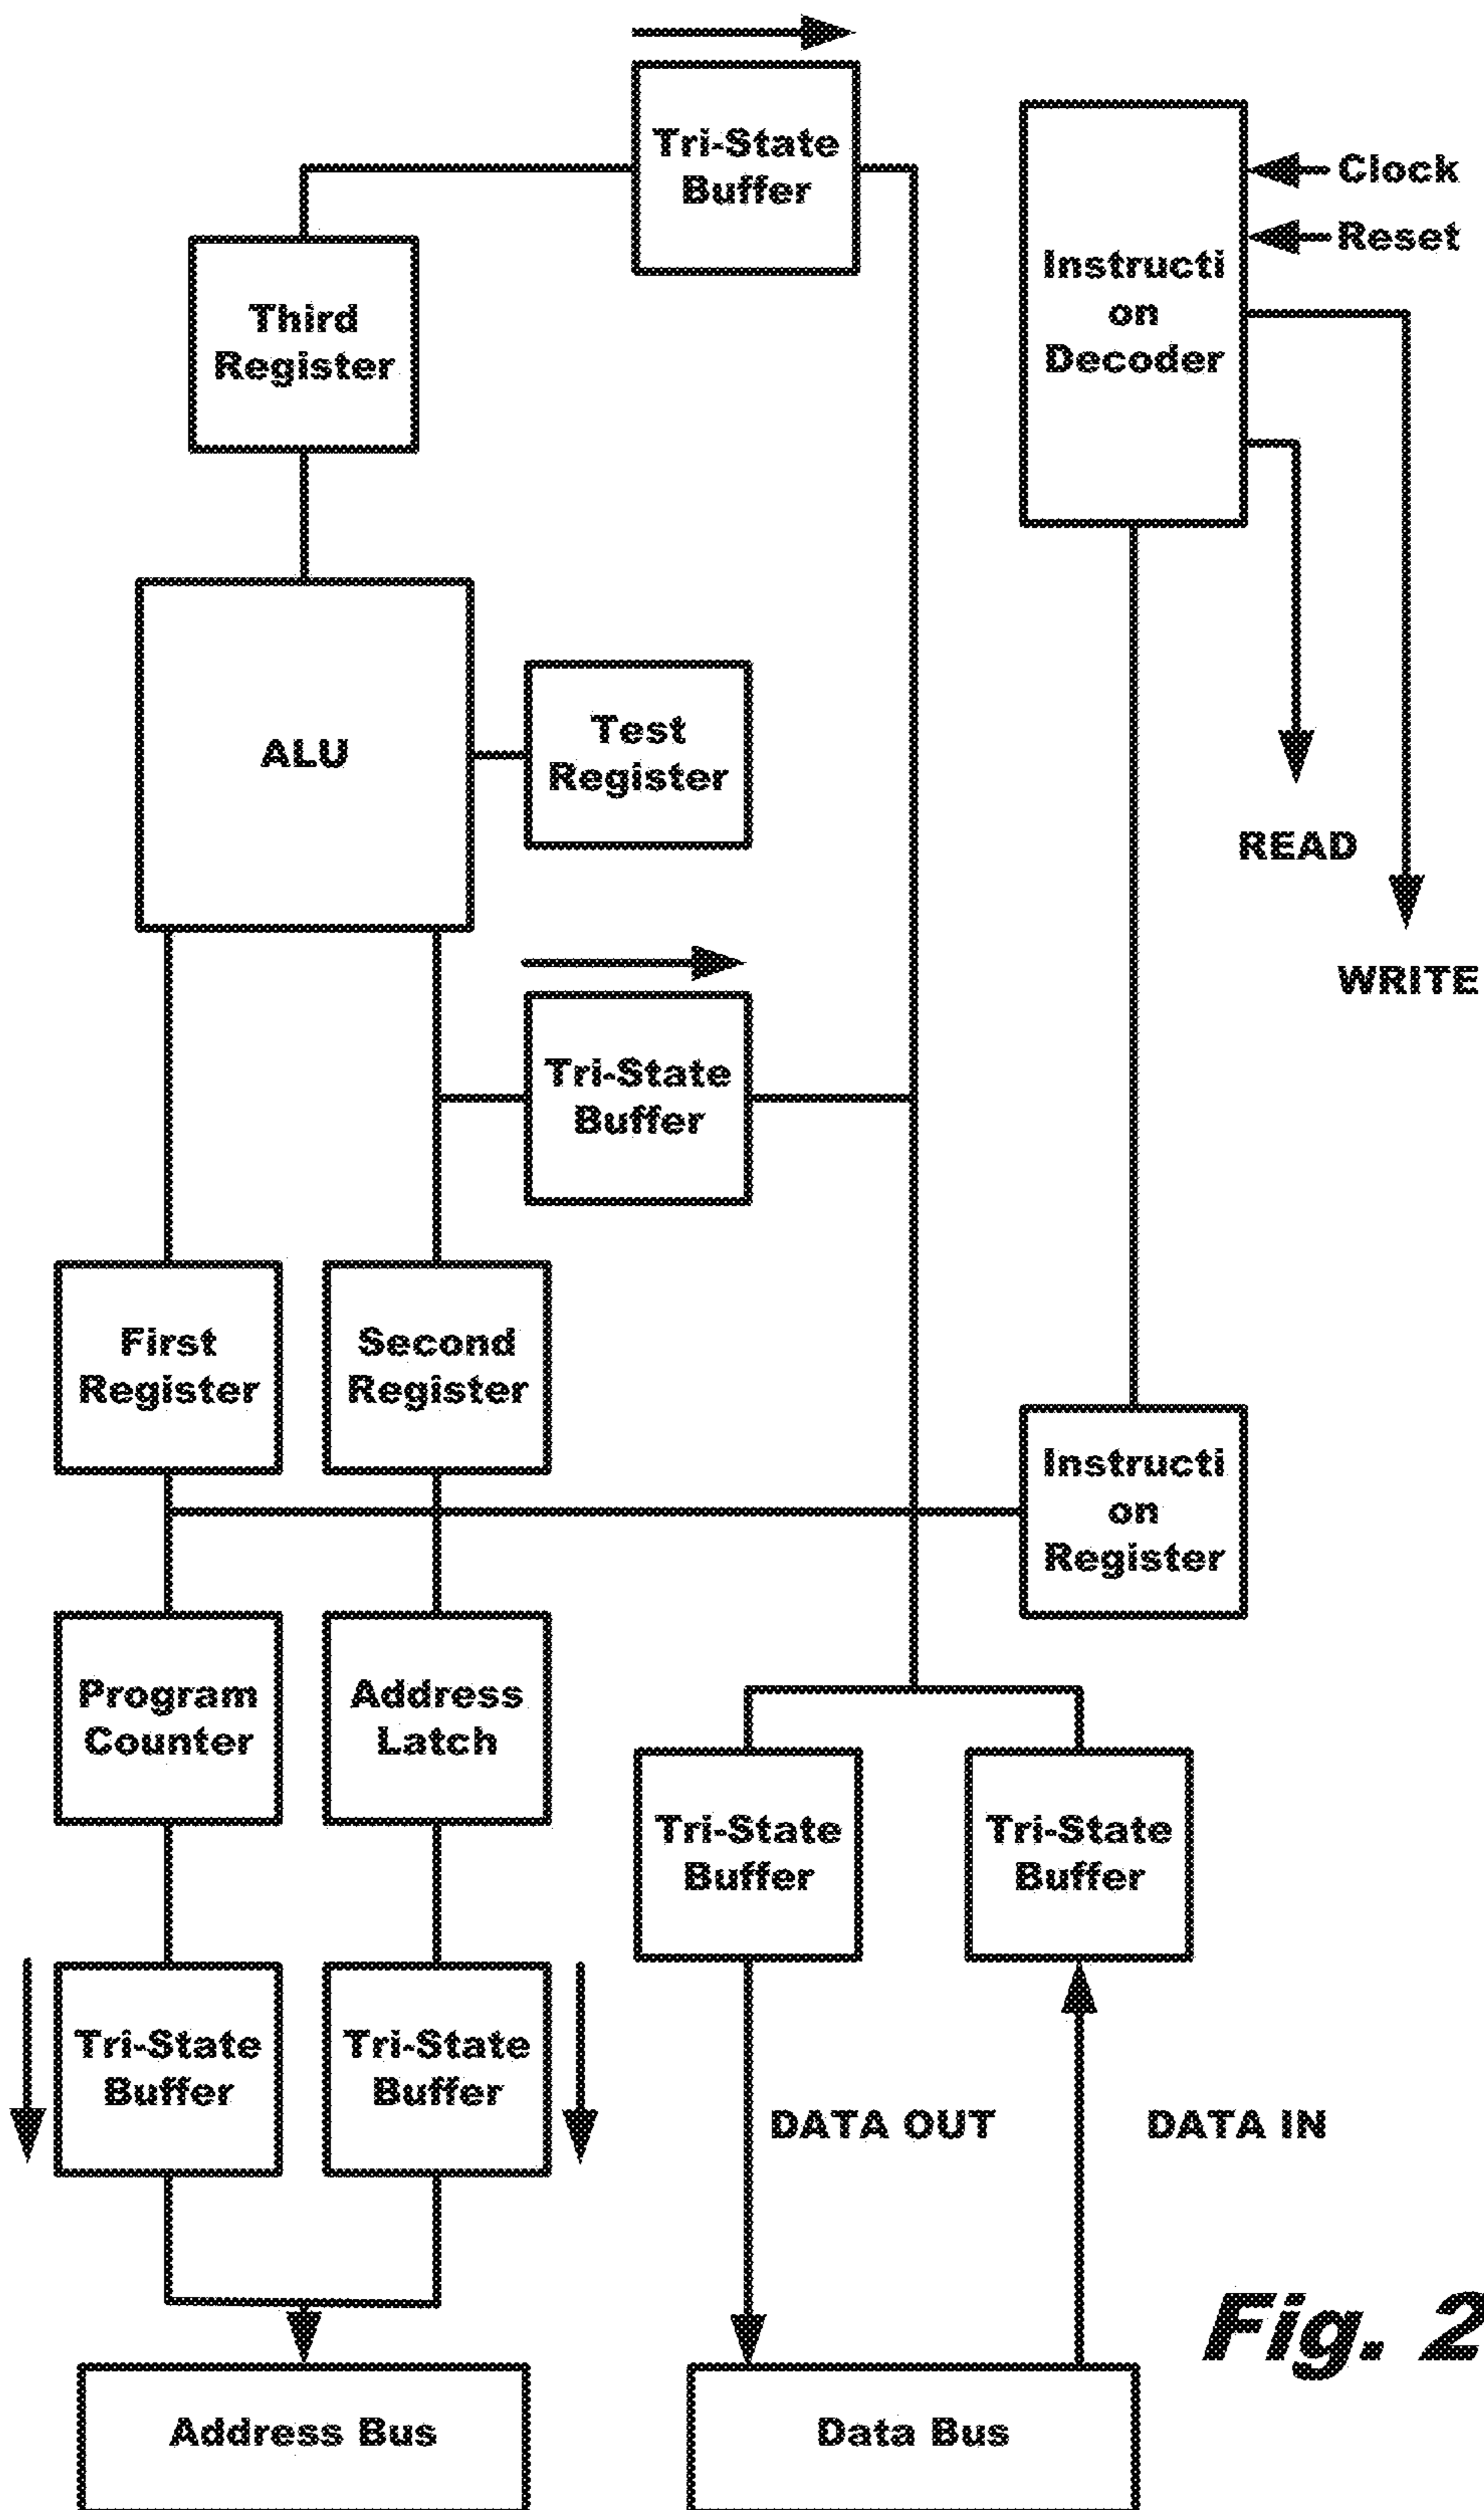 Tri-State
Buffer
Clock
Reset
Instructi
on
Decoder
Third
Register
ALU
Test
Register
READ
WRITE
Tri-State
Buffer
First
Register
Second
Register
Instructi
on
Register
Program
Counter
Address
Latch
Tri-State
Buffer
Tri-State
Buffer
Tri-State
Buffer
Tri-State
Buffer
DATA OUT
DATA IN
Fig. 2
Address Bus
Data Bus